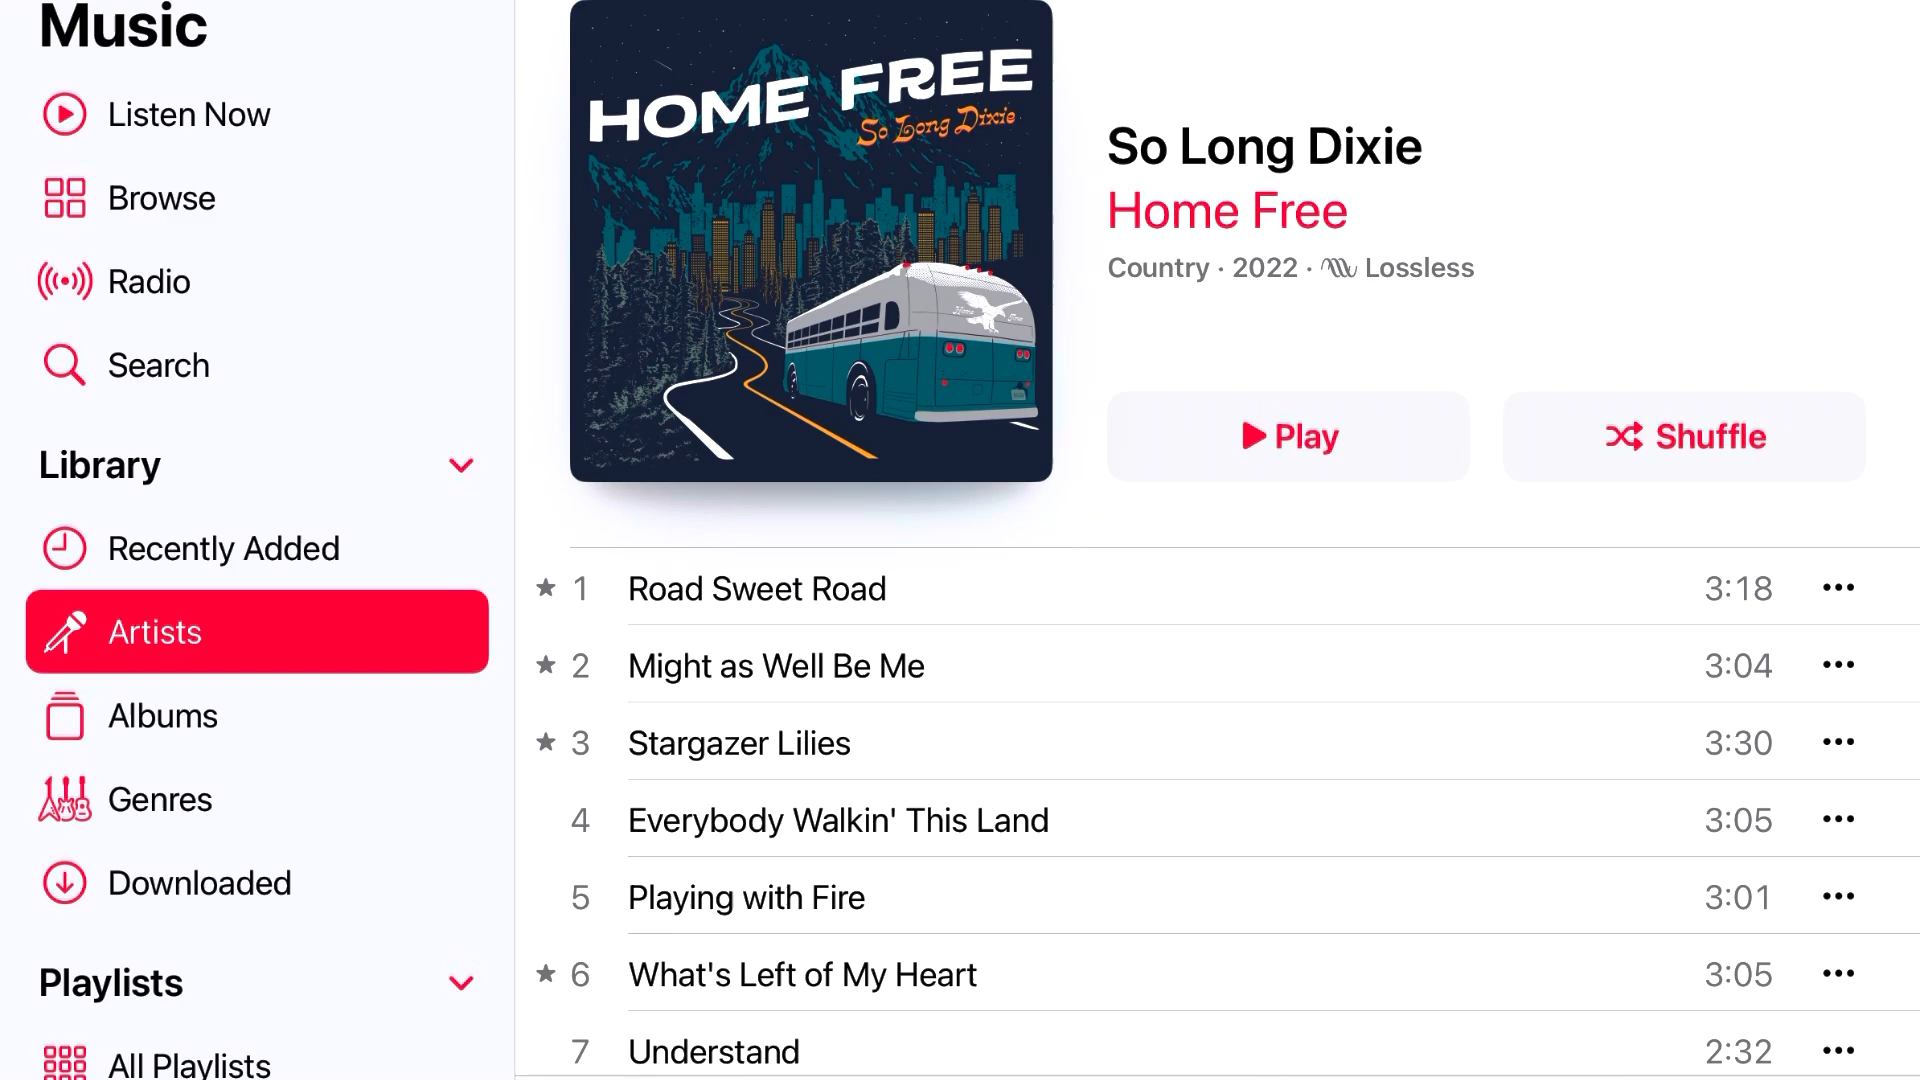 Music
Listen Now
Browse
Radio
Search
Library
Recently Added
Artists
Albums
Genres
Downloaded
Playlists
All Playlists
HOME FREE
So Long Dixie
So Long Dixie
Home Free
Country · 2022 · Lossless
Play
Shuffle
★ 1 Road Sweet Road 3:18
★ 2 Might as Well Be Me 3:04
★ 3 Stargazer Lilies 3:30
4 Everybody Walkin' This Land 3:05
5 Playing with Fire 3:01
★ 6 What's Left of My Heart 3:05
7 Understand 2:32